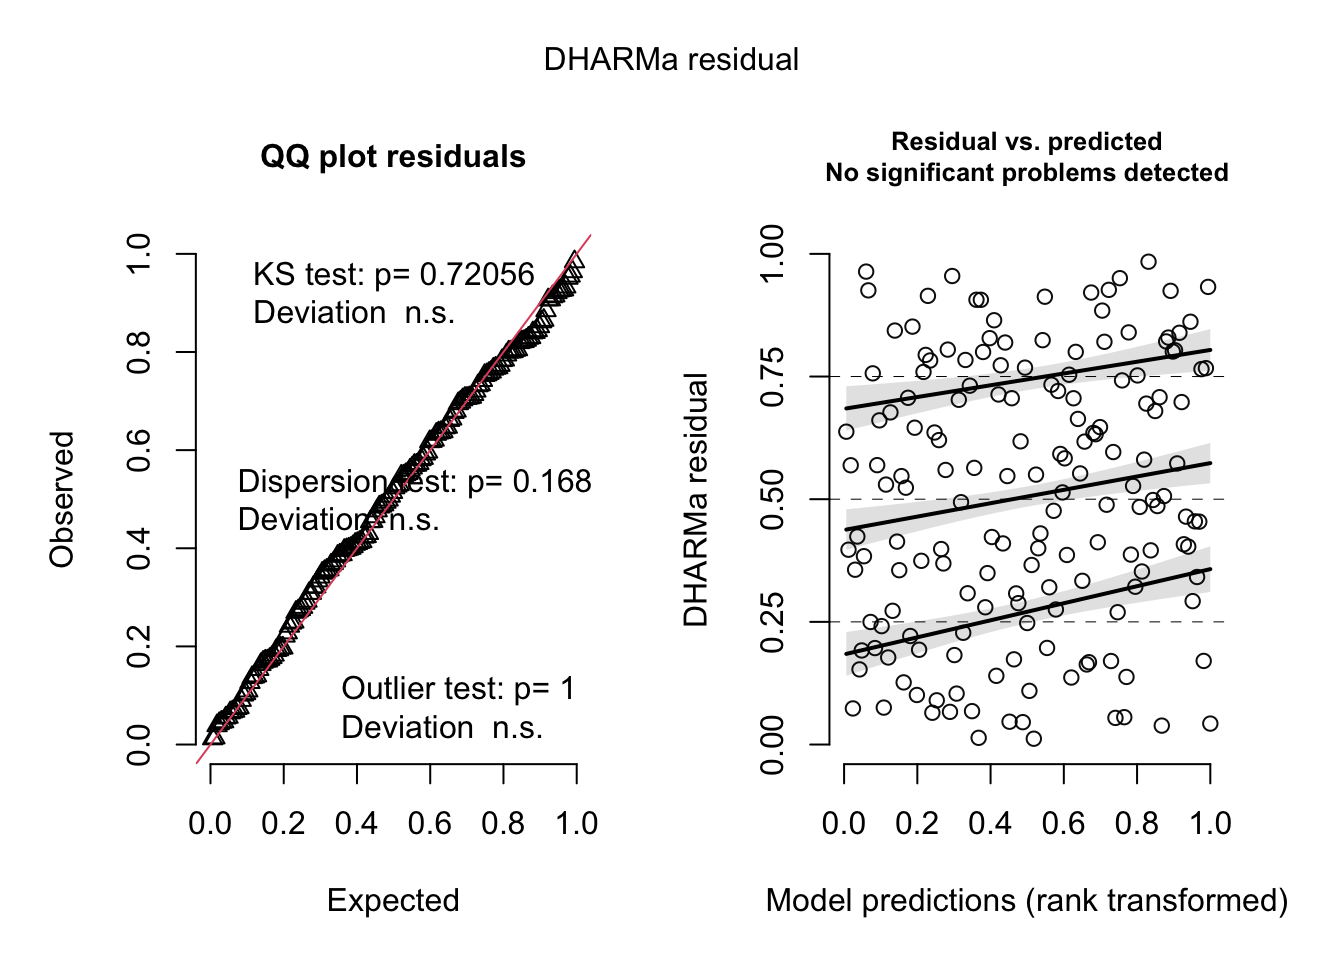 DHARMa residual
QQ plot residuals
KS test: p= 0.72056
Deviation  n.s.
Dispersion test: p= 0.168
Deviation n.s.
Outlier test: p= 1
Deviation  n.s.
Observed
0.0 0.2 0.4 0.6 0.8 1.0
0.0 0.2 0.4 0.6 0.8 1.0
Expected
Residual vs. predicted
No significant problems detected
DHARMa residual
0.00 0.25 0.50 0.75 1.00
0.0 0.2 0.4 0.6 0.8 1.0
Model predictions (rank transformed)